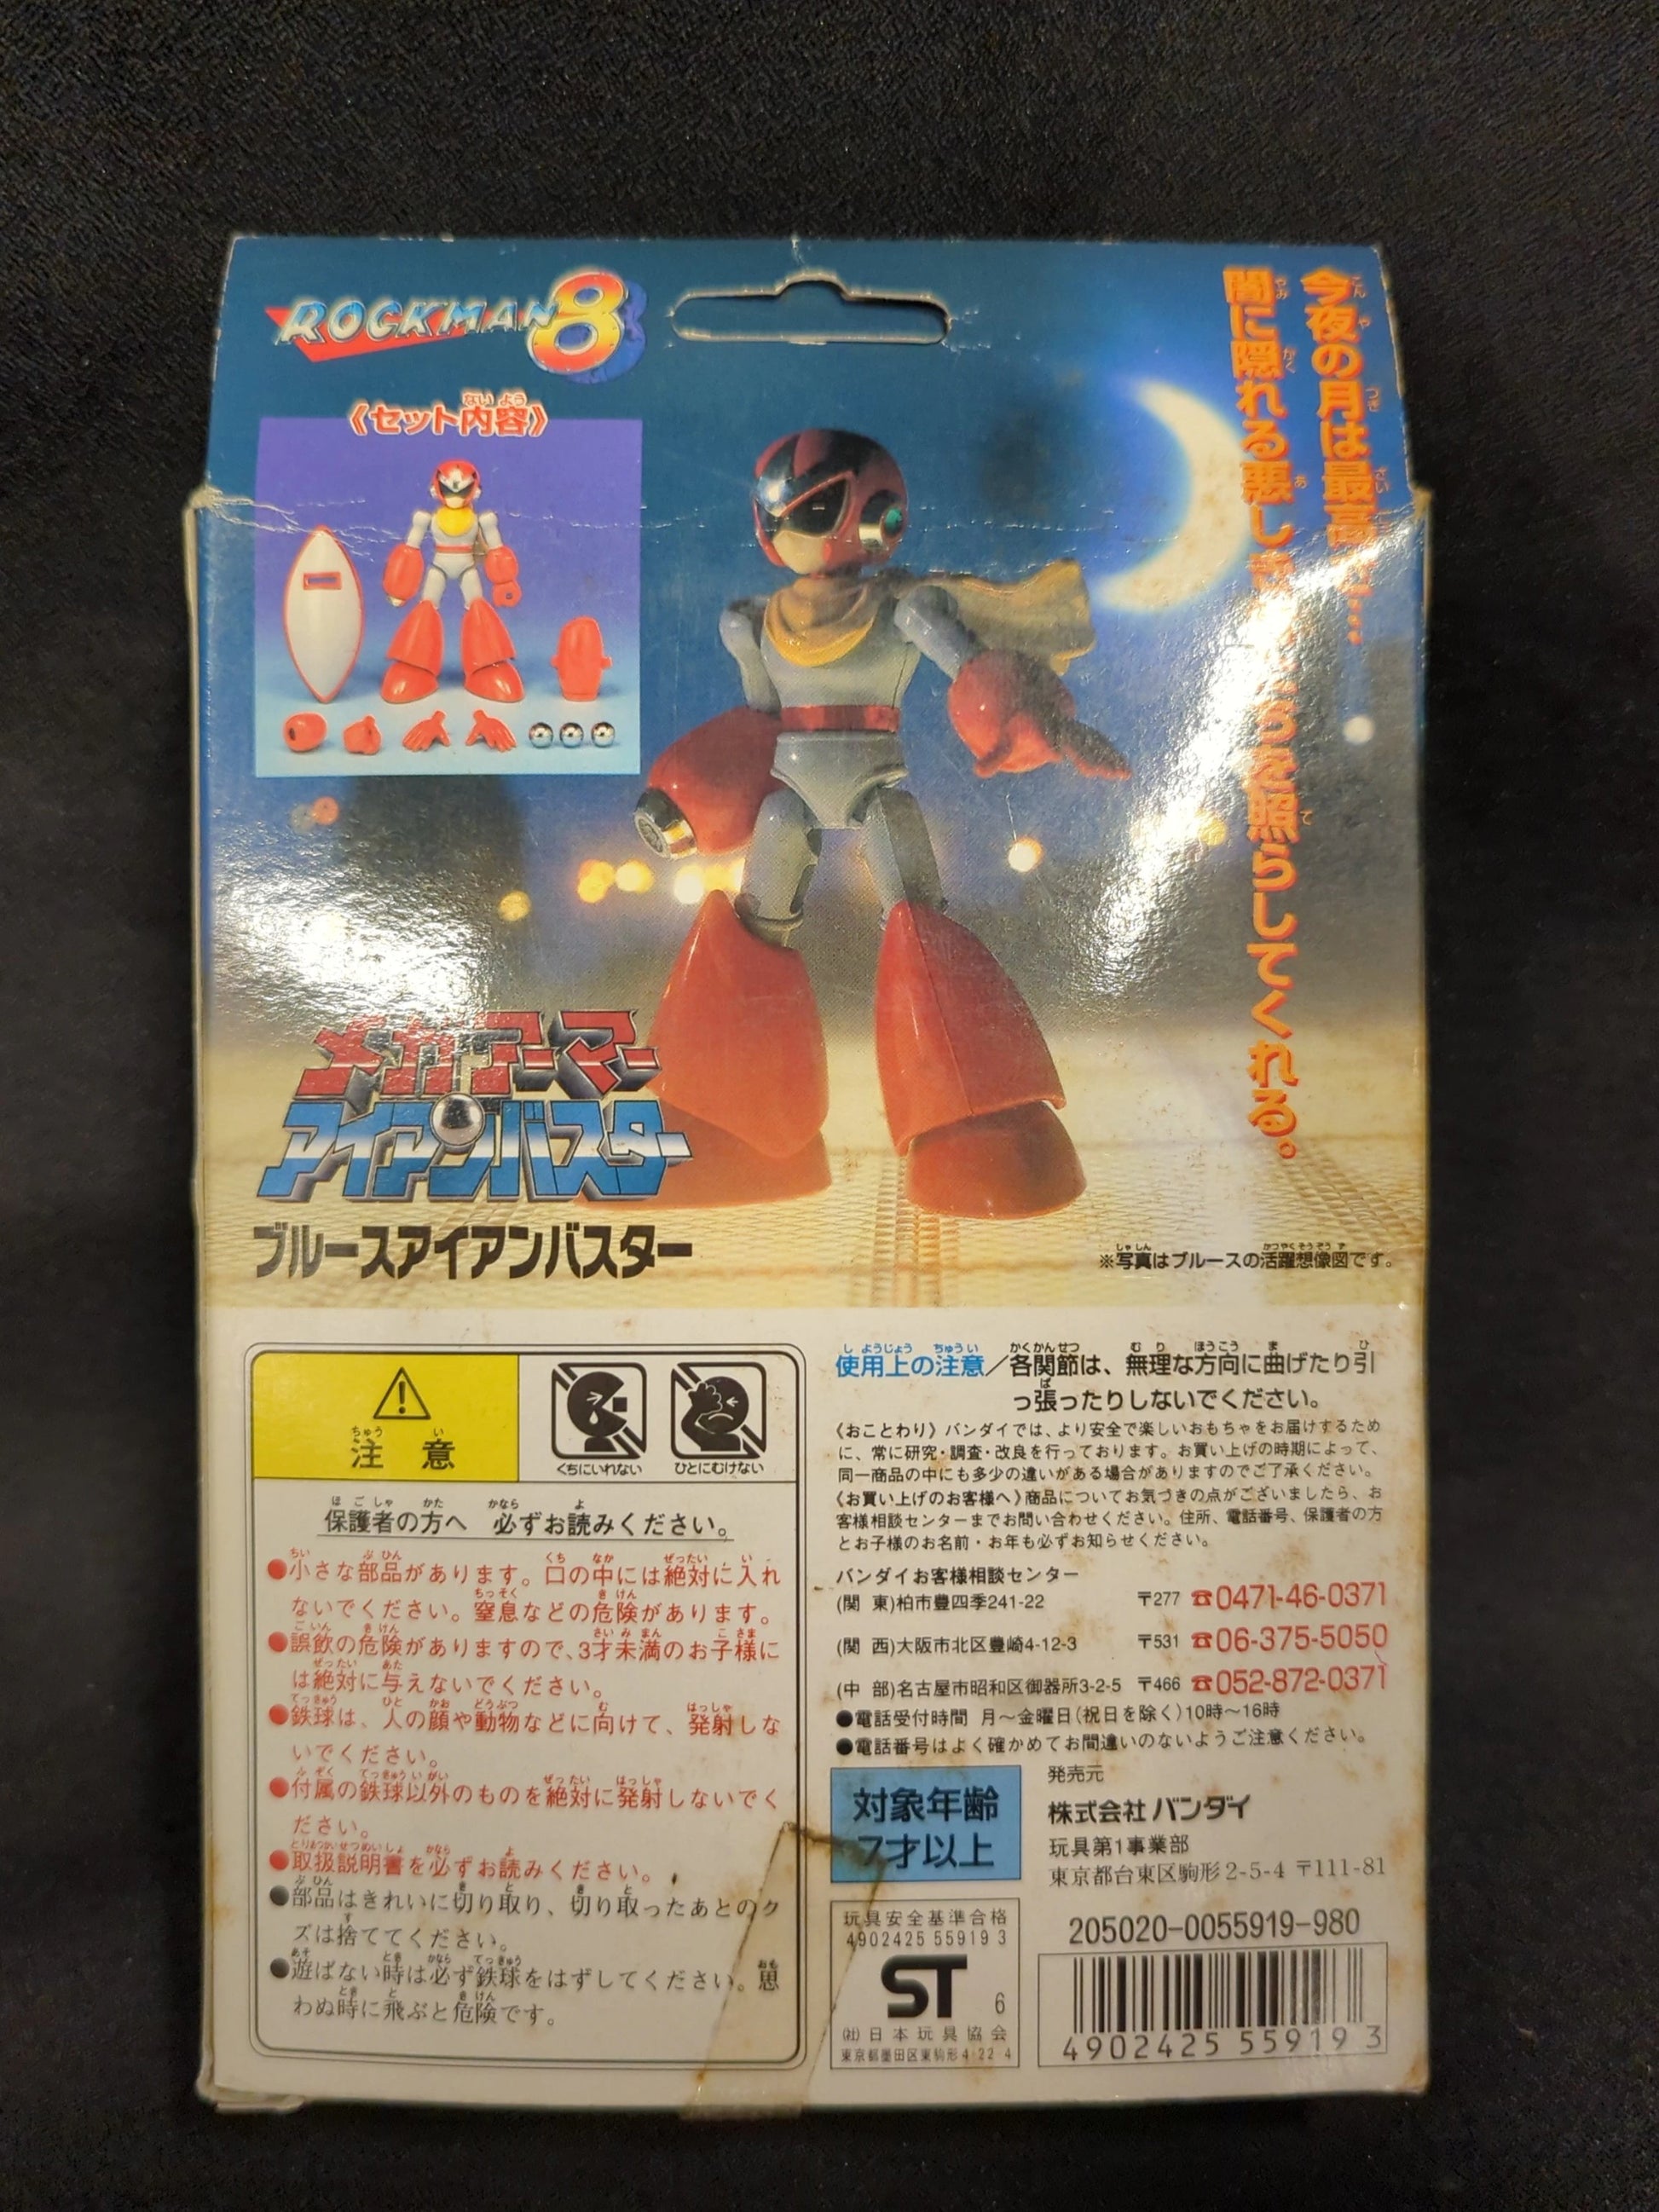 ROCKMAN 8
《セット内容》
今夜の月は最高
闇に隠れる悪し
照らしてくれる。
メガアーマー
アイアンバスター
ブルースアイアンバスター
※写真はブルースの活躍想像図です。
注意
くちにいれない
ひとにむけない
保護者の方へ 必ずお読みください。
●小さな部品があります。口の中には絶対に入れ
ないでください。窒息などの危険があります。
●誤飲の危険がありますので、3才未満のお子様に
は絶対に与えないでください。
●鉄球は、人の顔や動物などに向けて、発射しな
いでください。
●付属の鉄球以外のものを絶対に発射しないでく
ださい。
●取扱説明書を必ずお読みください。
●部品はきれいに切り取り、切り取ったあとのク
ズは捨ててください。
●遊ばない時は必ず鉄球をはずしてください。思
わぬ時に飛ぶと危険です。
使用上の注意/各関節は、無理な方向に曲げたり引
っ張ったりしないでください。
《おことわり》バンダイでは、より安全で楽しいおもちゃをお届けするため
に、常に研究・調査・改良を行っております。お買い上げの時期によって、
同一商品の中にも多少の違いがある場合がありますのでご了承ください。
《お買い上げのお客様へ》商品についてお気づきの点がございましたら、お
客様相談センターまでお問い合わせください。住所、電話番号、保護者の方
とお子様のお名前・お年も必ずお知らせください。
バンダイお客様相談センター
(関 東)柏市豊四季241-22 〒277 ☎0471-46-0371
(関 西)大阪市北区豊崎4-12-3 〒531 ☎06-375-5050
(中 部)名古屋市昭和区御器所3-2-5 〒466 ☎052-872-0371
●電話受付時間 月～金曜日(祝日を除く)10時～16時
●電話番号はよく確かめてお間違いのないようご注意ください。
対象年齢
7才以上
発売元
株式会社 バンダイ
玩具第1事業部
東京都台東区駒形2-5-4 〒111-81
玩具安全基準合格
4902425 55919 3
ST 6
(社)日本玩具協会
東京都墨田区東駒形4-22-4
205020-0055919-980
4902425 559193